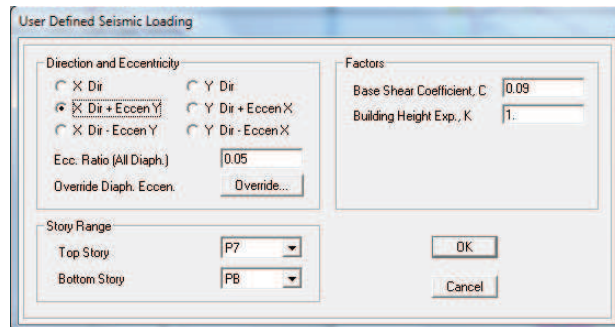 User Defined Seismic Loading
Direction and Eccentricity
X Dir
Y Dir
X Dir + Eccen Y
Y Dir + Eccen X
X Dir - Eccen Y
Y Dir - Eccen X
Ecc. Ratio (All Diaph.) 0.05
Override Diaph. Eccen. Override...
Story Range
Top Story P7
Bottom Story PB
Factors
Base Shear Coefficient, C 0.09
Building Height Exp., K 1.
OK
Cancel